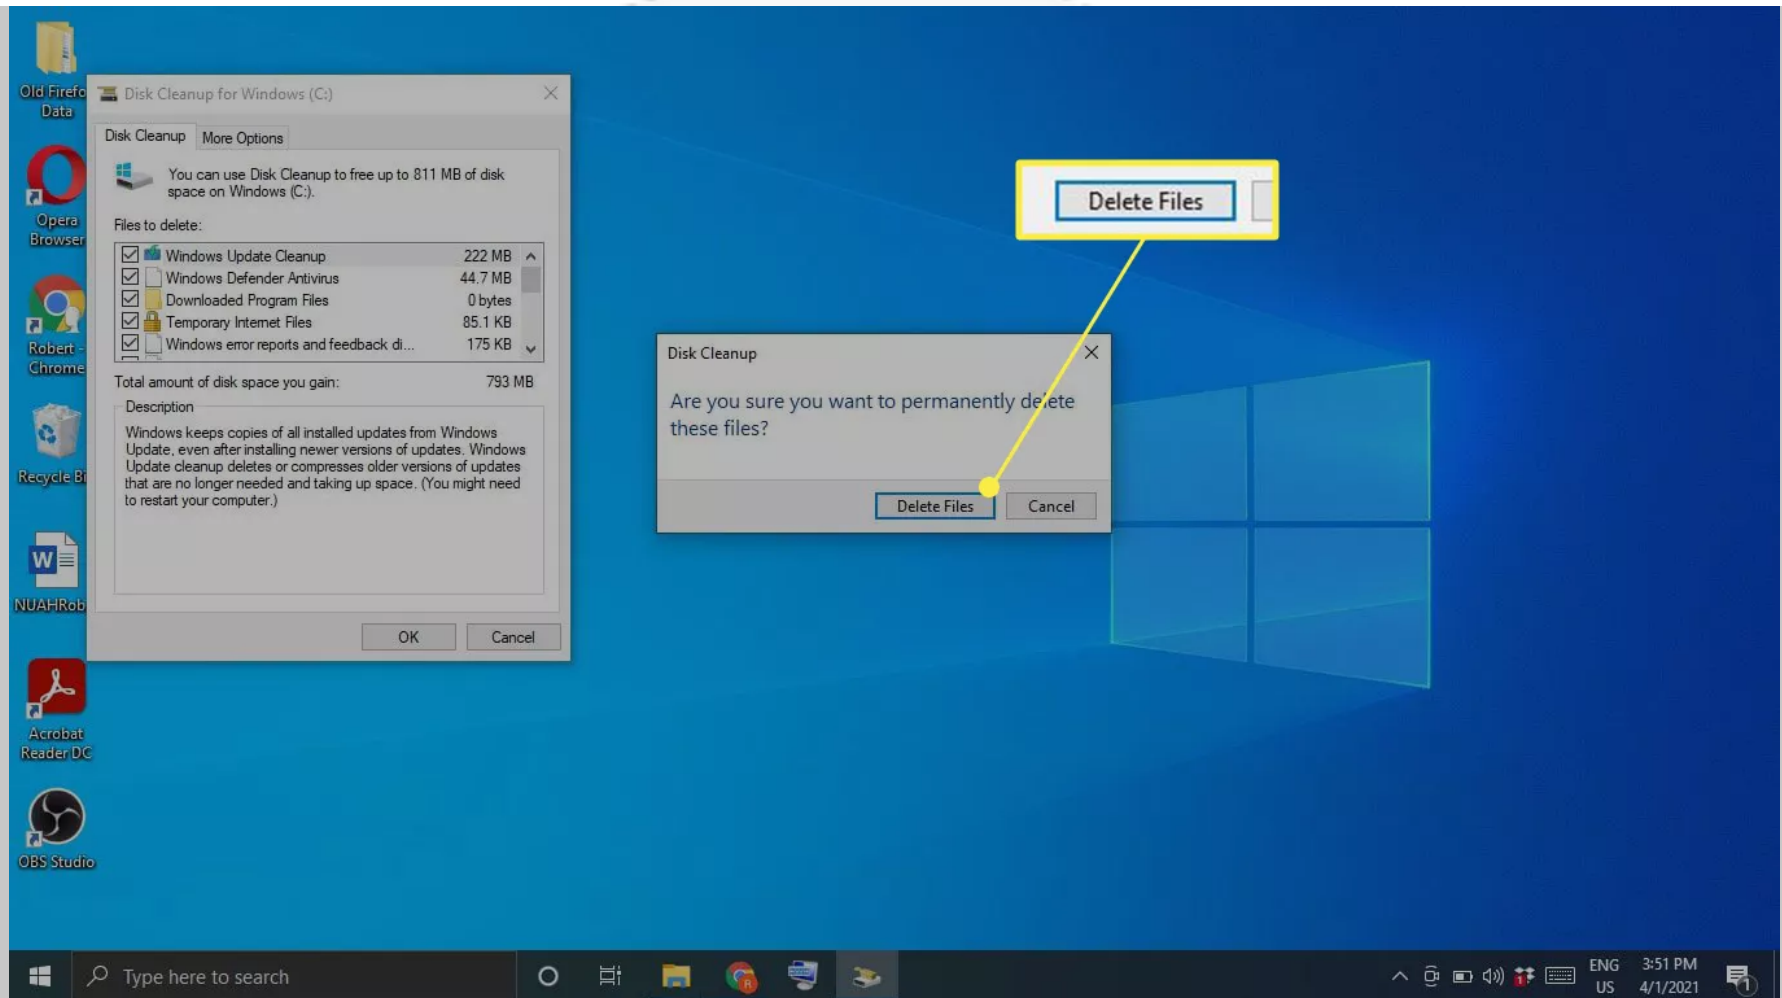 Old Firefo
Data
Opera
Browser
Robert -
Chrome
Recycle Bi
NUAHRob
Acrobat
Reader DC
OBS Studio
Disk Cleanup for Windows (C:)
Disk Cleanup
More Options
You can use Disk Cleanup to free up to 811 MB of disk
space on Windows (C:).
Files to delete:
Windows Update Cleanup 222 MB
Windows Defender Antivirus 44.7 MB
Downloaded Program Files 0 bytes
Temporary Internet Files 85.1 KB
Windows error reports and feedback di... 175 KB
Total amount of disk space you gain: 793 MB
Description
Windows keeps copies of all installed updates from Windows
Update, even after installing newer versions of updates. Windows
Update cleanup deletes or compresses older versions of updates
that are no longer needed and taking up space. (You might need
to restart your computer.)
OK
Cancel
Delete Files
Disk Cleanup
Are you sure you want to permanently delete
these files?
Delete Files
Cancel
W
Type here to search
R
1
ENG
US
3:51 PM
4/1/2021
1